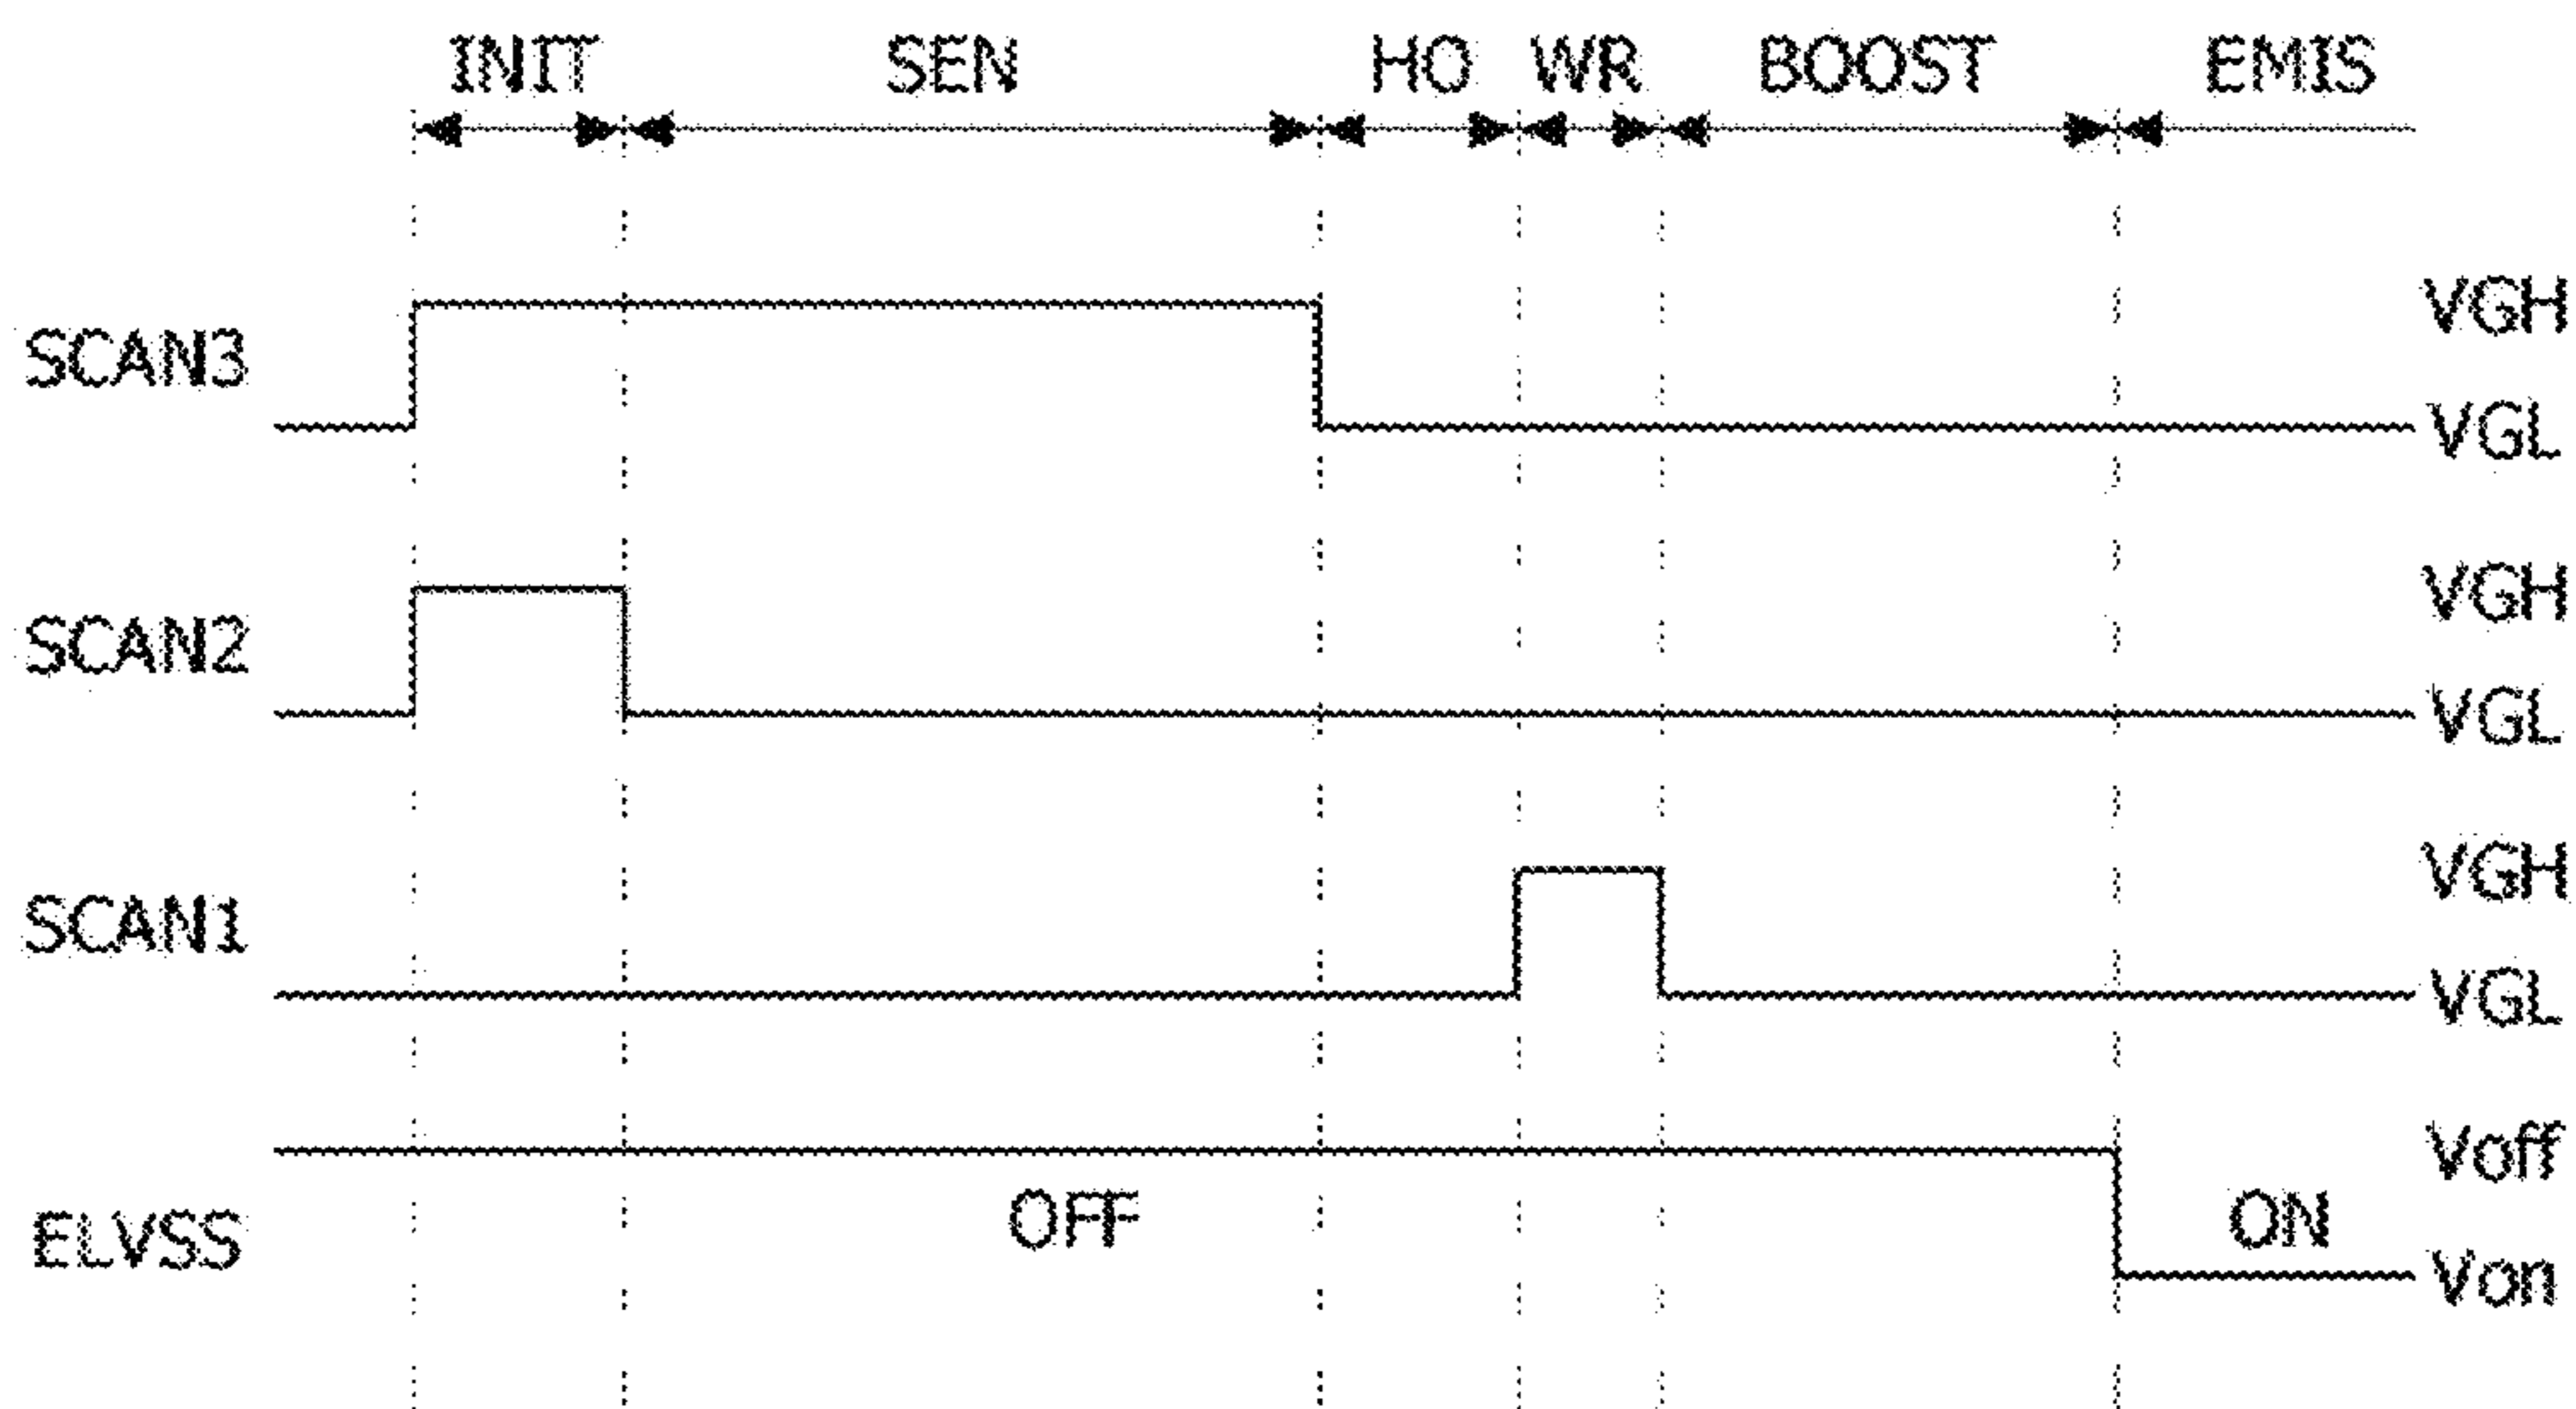 INIT SEN HO WR BOOST EMIS
SCAN3 VGH
VGL
SCAN2 VGH
VGL
SCAN1 VGH
VGL
ELVSS Voff
OFF ON
Von